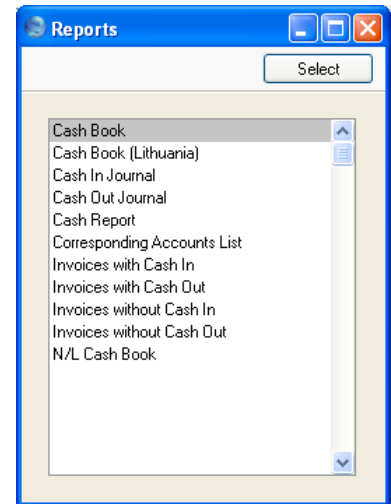 Reports
Select
Cash Book
Cash Book (Lithuania)
Cash In Journal
Cash Out Journal
Cash Report
Corresponding Accounts List
Invoices with Cash In
Invoices with Cash Out
Invoices without Cash In
Invoices without Cash Out
N/L Cash Book